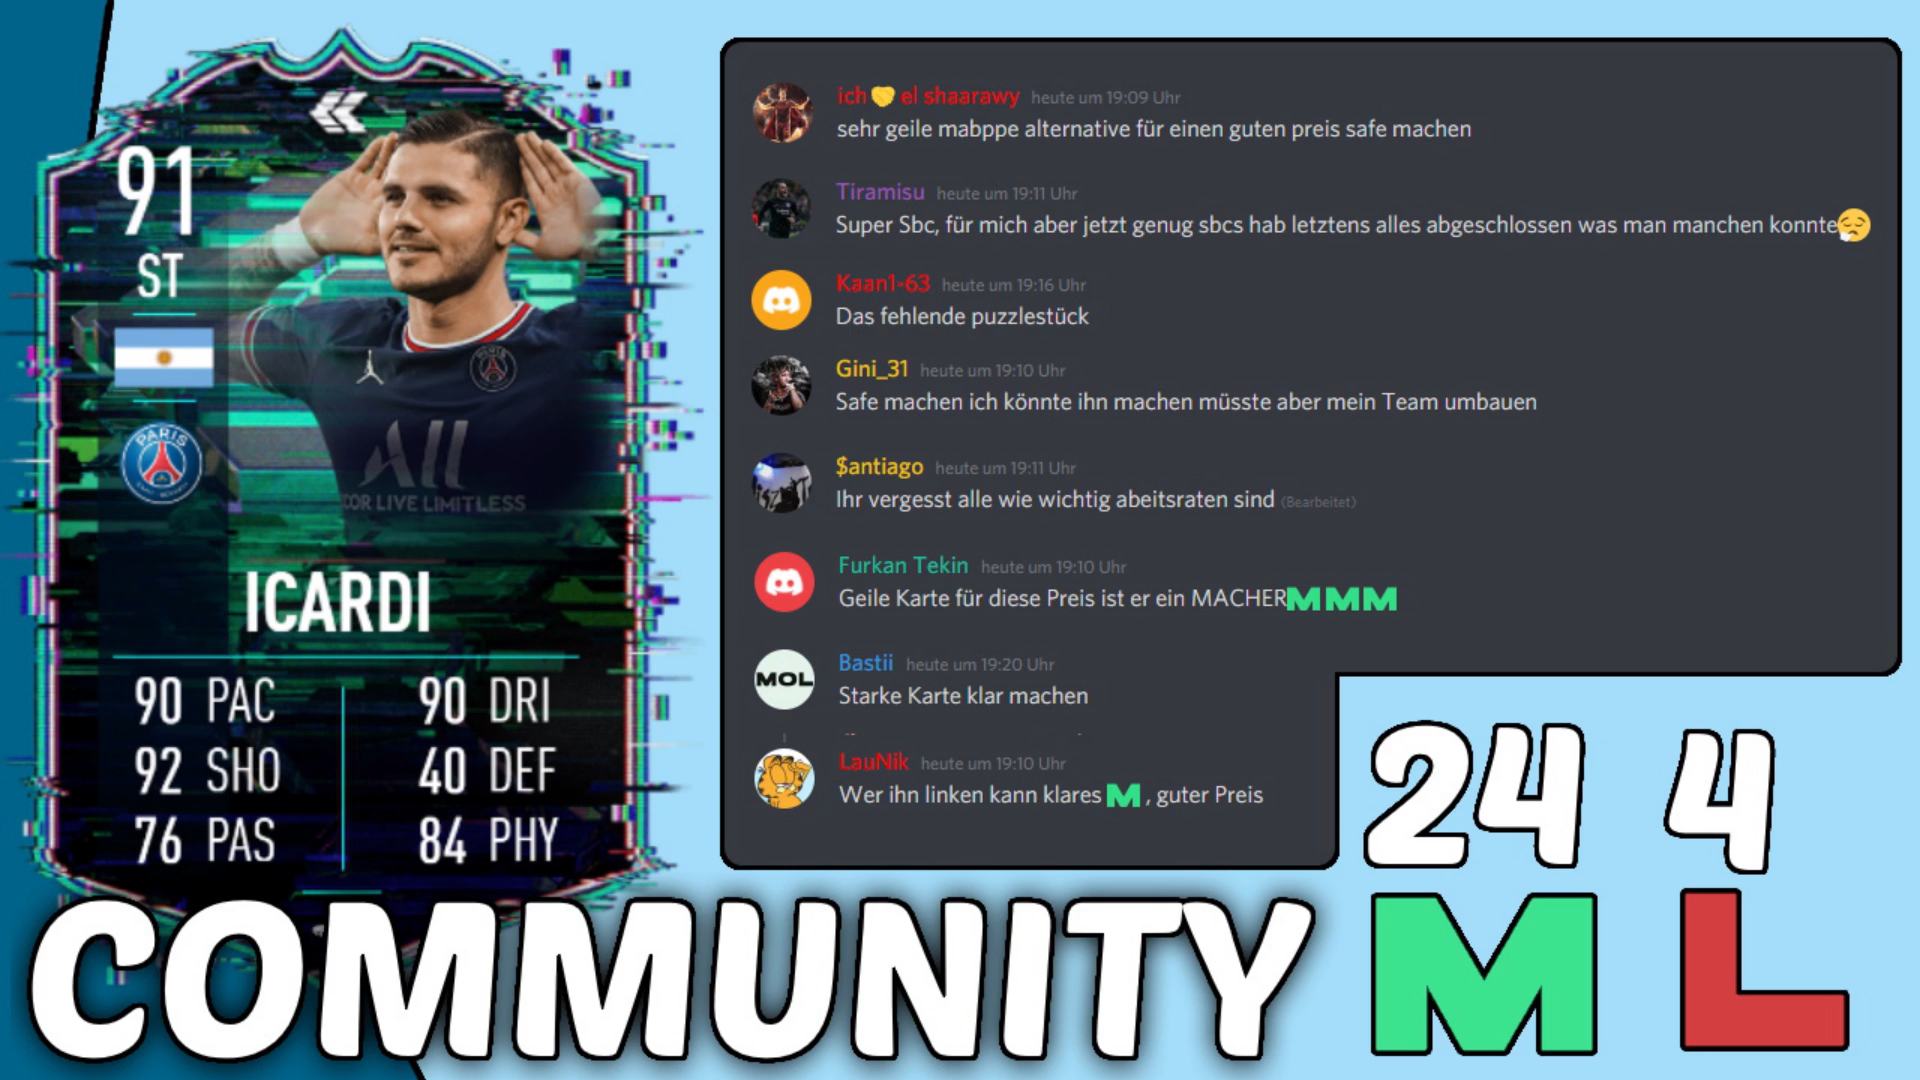 91
ST
PARIS
ALL
OOR LIVE LIMITLESS
ICARDI
90 PAC
92 SHO
76 PAS
90 DRI
40 DEF
84 PHY
ich el shaarawy heute um 19:09 Uhr
sehr geile mabppe alternative für einen guten preis safe machen
Tiramisu heute um 19:11 Uhr
Super Sbc, für mich aber jetzt genug sbcs hab letztens alles abgeschlossen was man manchen konnte
Kaan1-63 heute um 19:16 Uhr
Das fehlende puzzlestück
Gini_31 heute um 19:10 Uhr
Safe machen ich könnte ihn machen müsste aber mein Team umbauen
$antiago heute um 19:11 Uhr
Ihr vergesst alle wie wichtig abeitsraten sind (Bearbeitet)
Furkan Tekin heute um 19:10 Uhr
Geile Karte für diese Preis ist er ein MACHER M M M
MOL
Bastii heute um 19:20 Uhr
Starke Karte klar machen
LauNik heute um 19:10 Uhr
Wer ihn linken kann klares M , guter Preis
24 4
COMMUNITY M L